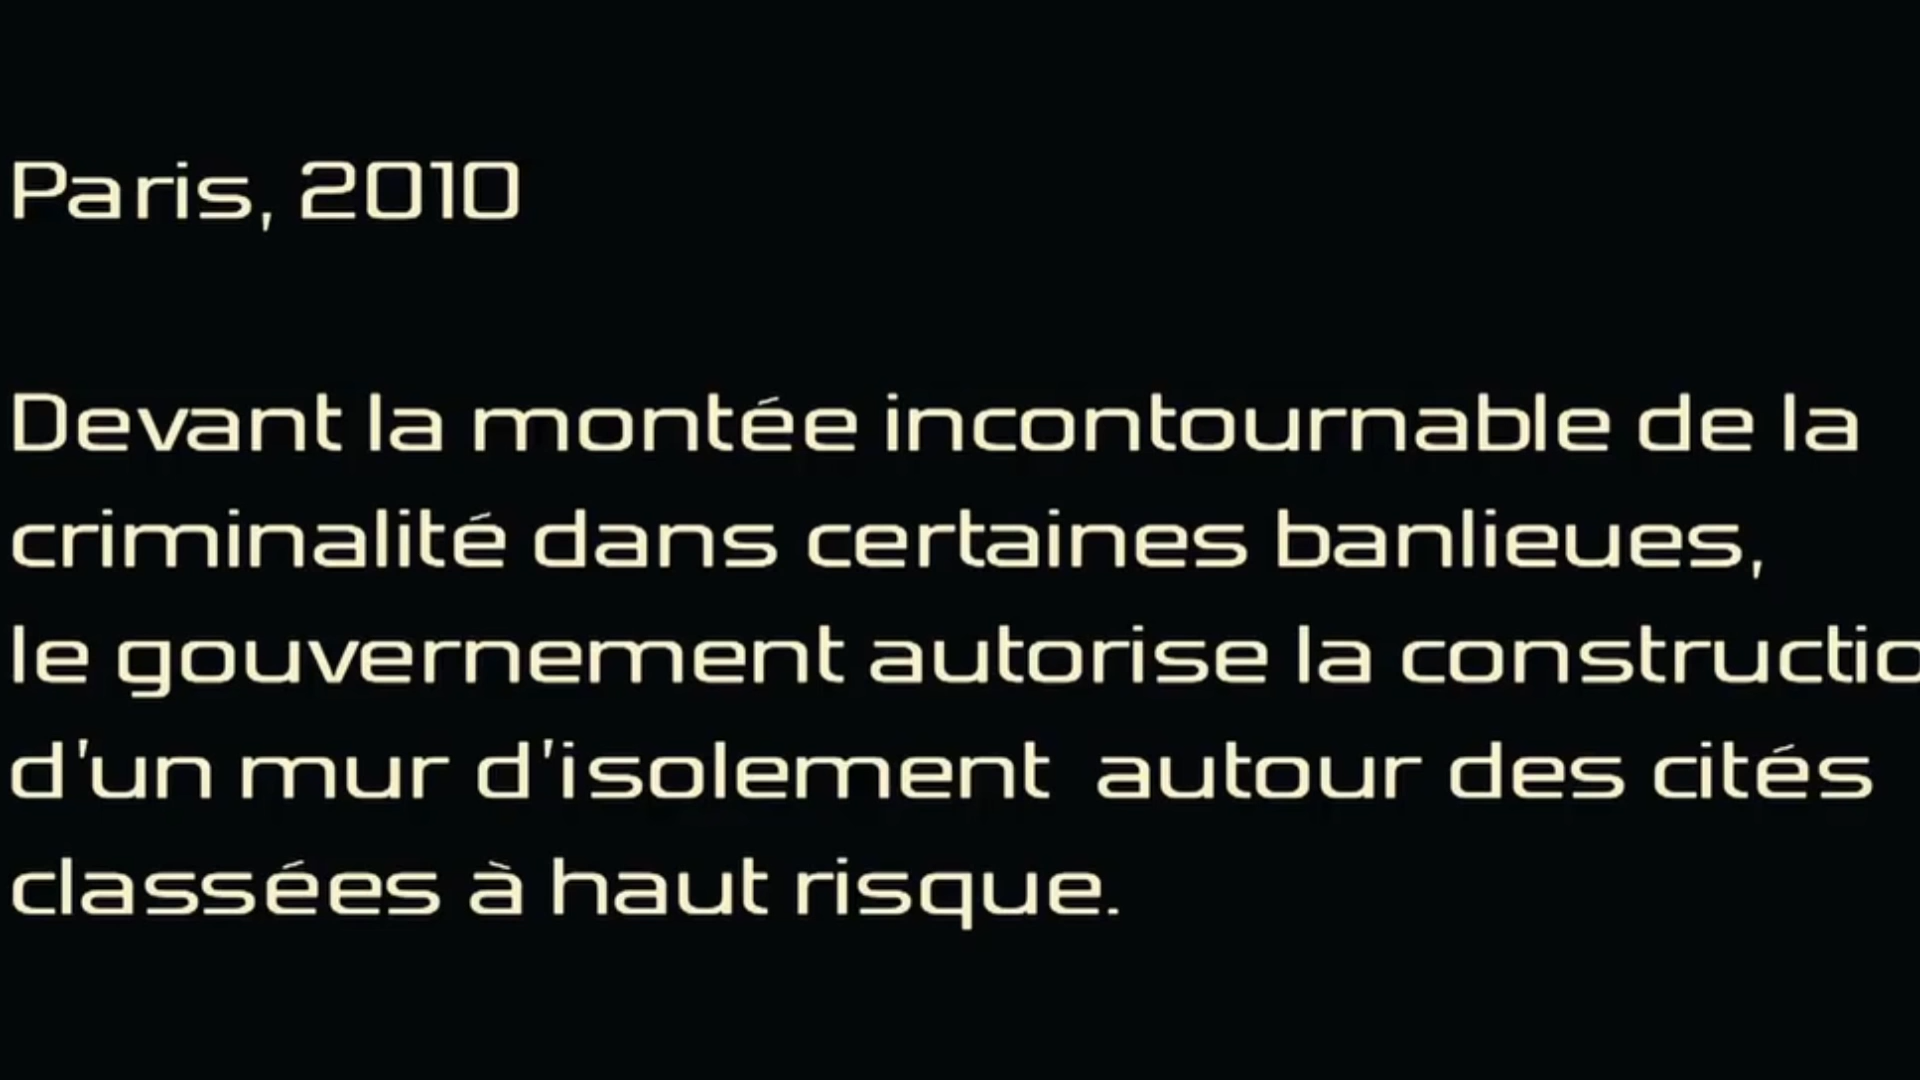 Paris, 2010
Devant la montée incontournable de la
criminalité dans certaines banlieues,
le gouvernement autorise la constructio
d'un mur d'isolement autour des cités
classées à haut risque.